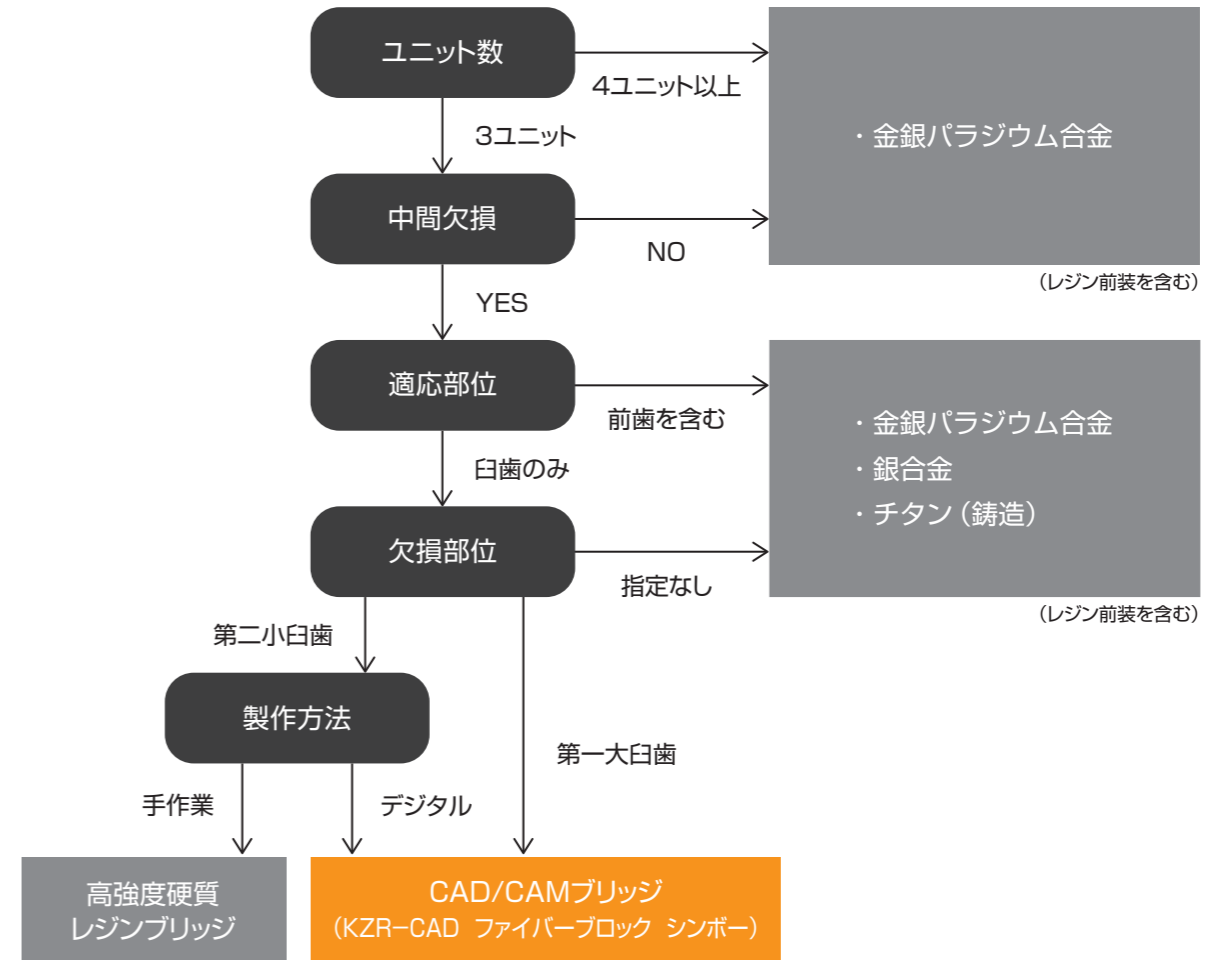 ユニット数
4ユニット以上
3ユニット
・金銀パラジウム合金
中間欠損
NO
(レジン前装を含む)
YES
適応部位
前歯を含む
臼歯のみ
・金銀パラジウム合金
・銀合金
・チタン(鋳造)
欠損部位
指定なし
(レジン前装を含む)
第二小臼歯
製作方法
第一大臼歯
手作業
デジタル
高強度硬質
レジンブリッジ
CAD/CAMブリッジ
(KZR-CAD ファイバーブロック シンボー)